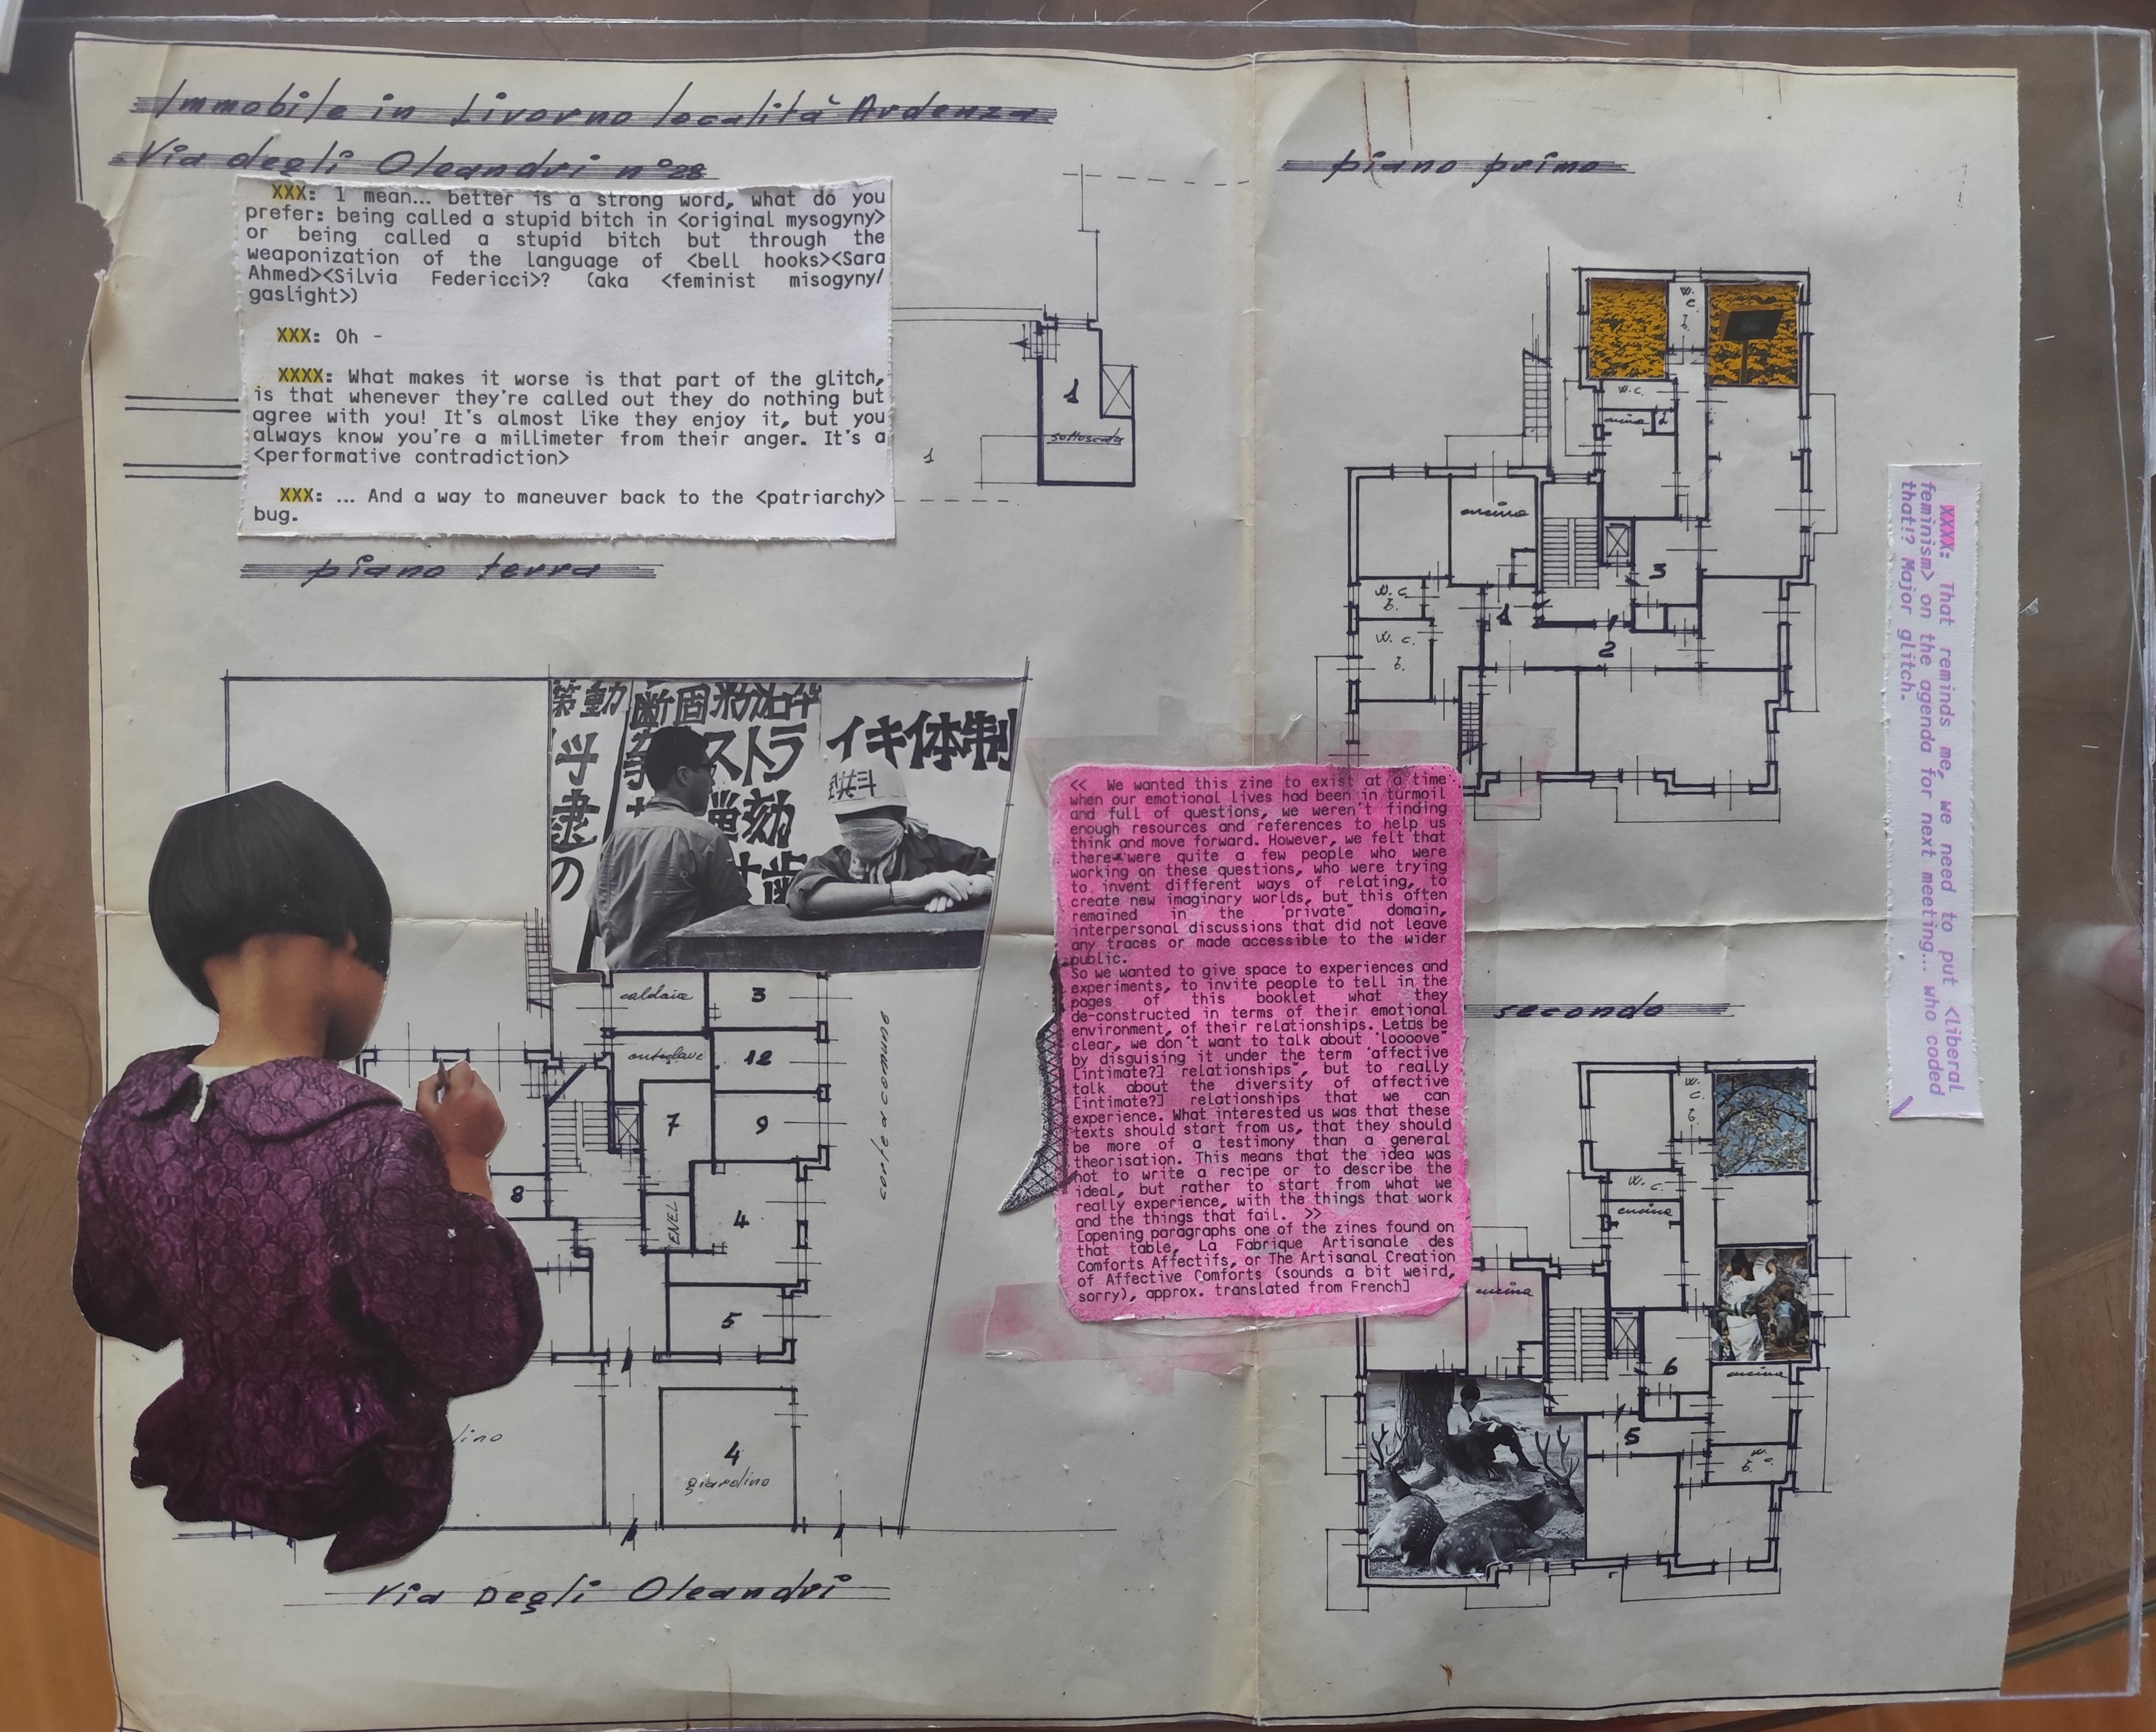 Immobile in Livorno località Ardenza
Via degli Oleandri n° 28
XXX: I mean... better is a strong word, what do you
prefer: being called a stupid bitch in <original mysogyny>
or being called a stupid bitch but through the
weaponization of the language of <bell hooks><Sara
Ahmed><Silvia Federicci>? (aka <feminist misogyny/
gaslight>)
XXX: Oh -
XXXX: What makes it worse is that part of the glitch,
is that whenever they're called out they do nothing but
agree with you! It's almost like they enjoy it, but you
always know you're a millimeter from their anger. It's a
<performative contradiction>
XXX: ... And a way to maneuver back to the <patriarchy>
bug.
1
1
sottoscala
piano terra
断固
ストラ
イキ体制
の
caldaia
3
autoclave
12
7
9
8
ENEL
4
5
4
giardino
lino
confine
comune
Via Degli Oleandri
piano primo
w.c.
b.
w.c.
cucina
d
cucina
3
w.c.
b.
1
w.c.
b.
2
<< We wanted this zine to exist at a time
when our emotional lives had been in turmoil
and full of questions, we weren't finding
enough resources and references to help us
think and move forward. However, we felt that
there were quite a few people who were
working on these questions, who were trying
to invent different ways of relating, to
create new imaginary worlds, but this often
remained in the "private" domain,
interpersonal discussions that did not leave
any traces or made accessible to the wider
public.
So we wanted to give space to experiences and
experiments, to invite people to tell in the
pages of this booklet what they
de-constructed in terms of their emotional
environment, of their relationships. Let□s be
clear, we don't want to talk about "loooove"
by disguising it under the term "affective
[intimate?] relationships", but to really
talk about the diversity of affective
[intimate?] relationships that we can
experience. What interested us was that these
texts should start from us, that they should
be more of a testimony than a general
theorisation. This means that the idea was
not to write a recipe or to describe the
ideal, but rather to start from what we
really experience, with the things that work
and the things that fail. >>
[opening paragraphs one of the zines found on
that table, La Fabrique Artisanale des
Comforts Affectifs, or The Artisanal Creation
of Affective Comforts (sounds a bit weird,
sorry), approx. translated from French]
secondo
w.c.
b.
w.c.
cucina
cucina
6
cucina
5
w.c.
b.
XXXX: That reminds me, we need to put <liberal
feminism> on the agenda for next meeting... who coded
that!? Major glitch.